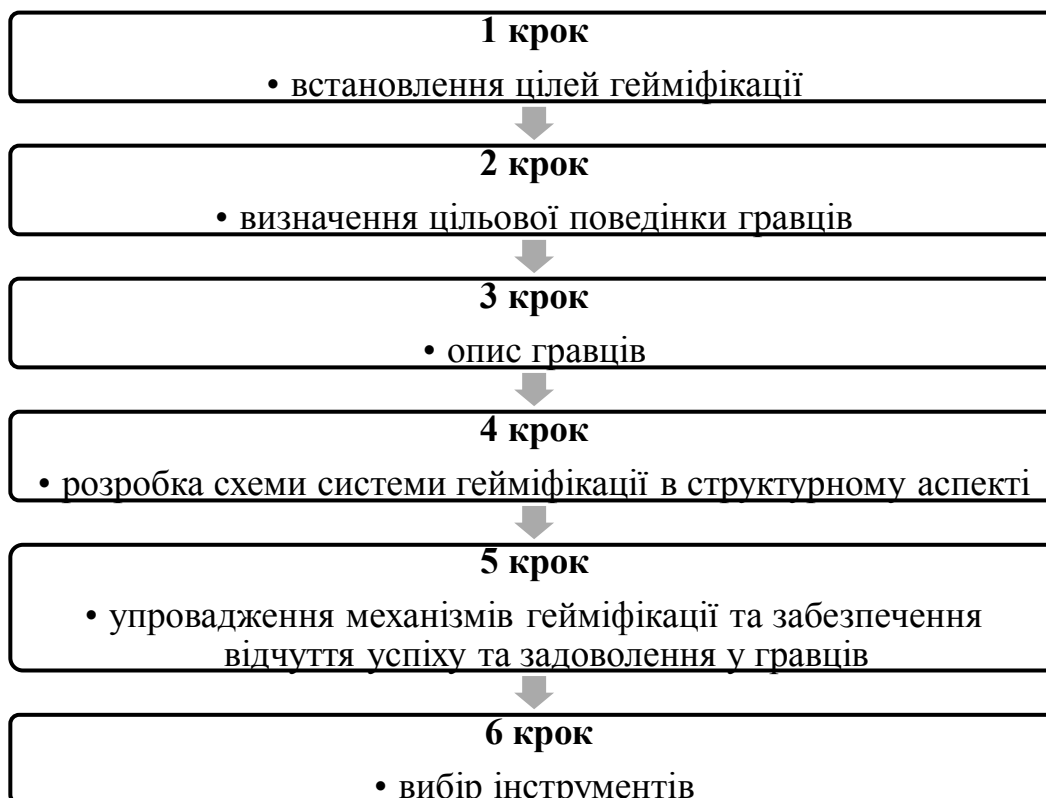 1 крок
• встановлення цілей гейміфікації
2 крок
• визначення цільової поведінки гравців
3 крок
• опис гравців
4 крок
• розробка схеми системи гейміфікації в структурному аспекті
5 крок
• упровадження механізмів гейміфікації та забезпечення
відчуття успіху та задоволення у гравців
6 крок
• вибір інструментів